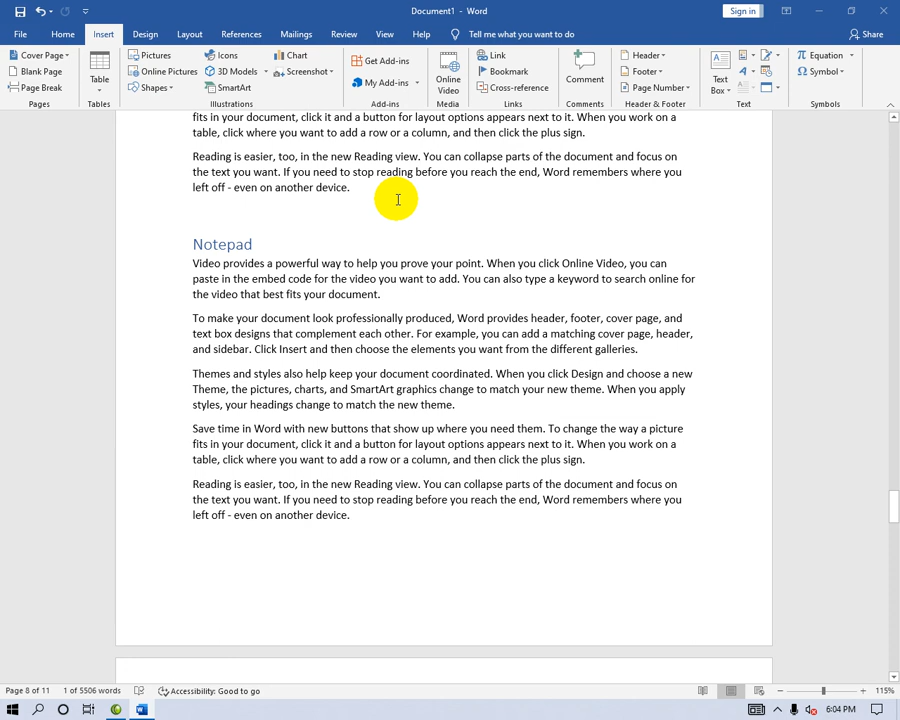 Document1 - Word
Sign in
File Home Insert Design Layout References Mailings Review View Help Tell me what you want to do Share
Cover Page
Blank Page
Page Break
Pages
Table
Tables
Pictures
Online Pictures
Shapes
Icons
3D Models
SmartArt
Chart
Screenshot
Illustrations
Get Add-ins
My Add-ins
Add-ins
Online Video
Media
Link
Bookmark
Cross-reference
Links
Comment
Comments
Header
Footer
Page Number
Header & Footer
Text Box
Text
Equation
Symbol
Symbols
fits in your document, click it and a button for layout options appears next to it. When you work on a
table, click where you want to add a row or a column, and then click the plus sign.
Reading is easier, too, in the new Reading view. You can collapse parts of the document and focus on
the text you want. If you need to stop reading before you reach the end, Word remembers where you
left off - even on another device.
Notepad
Video provides a powerful way to help you prove your point. When you click Online Video, you can
paste in the embed code for the video you want to add. You can also type a keyword to search online for
the video that best fits your document.
To make your document look professionally produced, Word provides header, footer, cover page, and
text box designs that complement each other. For example, you can add a matching cover page, header,
and sidebar. Click Insert and then choose the elements you want from the different galleries.
Themes and styles also help keep your document coordinated. When you click Design and choose a new
Theme, the pictures, charts, and SmartArt graphics change to match your new theme. When you apply
styles, your headings change to match the new theme.
Save time in Word with new buttons that show up where you need them. To change the way a picture
fits in your document, click it and a button for layout options appears next to it. When you work on a
table, click where you want to add a row or a column, and then click the plus sign.
Reading is easier, too, in the new Reading view. You can collapse parts of the document and focus on
the text you want. If you need to stop reading before you reach the end, Word remembers where you
left off - even on another device.
Page 8 of 11 1 of 5506 words Accessibility: Good to go 115%
6:04 PM